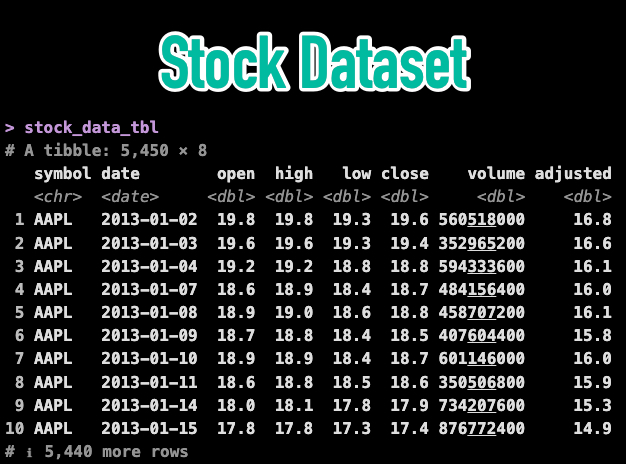 Stock Dataset
> stock_data_tbl
# A tibble: 5,450 × 8
symbol date open high low close volume adjusted
<chr> <date> <dbl> <dbl> <dbl> <dbl> <dbl> <dbl>
1 AAPL 2013-01-02 19.8 19.8 19.3 19.6 560518000 16.8
2 AAPL 2013-01-03 19.6 19.6 19.3 19.4 352965200 16.6
3 AAPL 2013-01-04 19.2 19.2 18.8 18.8 594333600 16.1
4 AAPL 2013-01-07 18.6 18.9 18.4 18.7 484156400 16.0
5 AAPL 2013-01-08 18.9 19.0 18.6 18.8 458707200 16.1
6 AAPL 2013-01-09 18.7 18.8 18.4 18.5 407604400 15.8
7 AAPL 2013-01-10 18.9 18.9 18.4 18.7 601146000 16.0
8 AAPL 2013-01-11 18.6 18.8 18.5 18.6 350506800 15.9
9 AAPL 2013-01-14 18.0 18.1 17.8 17.9 734207600 15.3
10 AAPL 2013-01-15 17.8 17.8 17.3 17.4 876772400 14.9
# ℹ 5,440 more rows